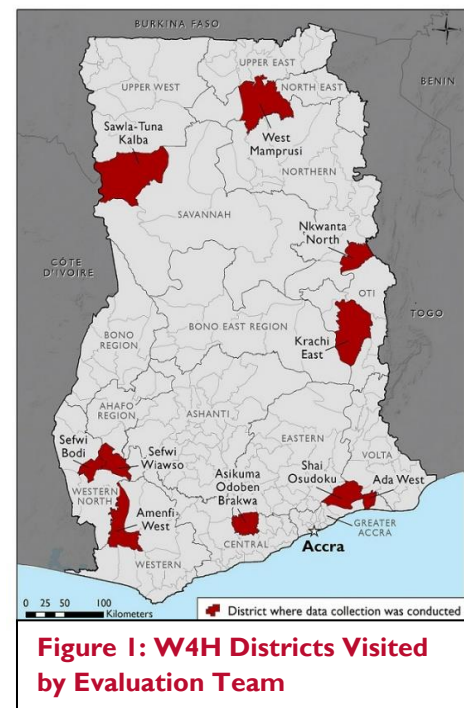 BURKINA FASO
UPPER EAST
BENIN
UPPER WEST
NORTH EAST
Sawla-Tuna
Kalba
West
Mamprusi
NORTHERN
SAVANNAH
Nkwanta
North
CÔTE
D'IVOIRE
OTI
TOGO
BONO
REGION
BONO EAST REGION
Krachi
East
AHAFO
REGION
ASHANTI
EASTERN
Sefwi
Bodi
Sefwi
Wiawso
Asikuma
Odoben
Brakwa
Shai
Osudoku
VOLTA
Ada West
WESTERN
NORTH
Amenfi
West
GREATER
ACCRA
CENTRAL
Accra
WESTERN
0 25 50 100
Kilometers
District where data collection was conducted
Figure 1: W4H Districts Visited
by Evaluation Team